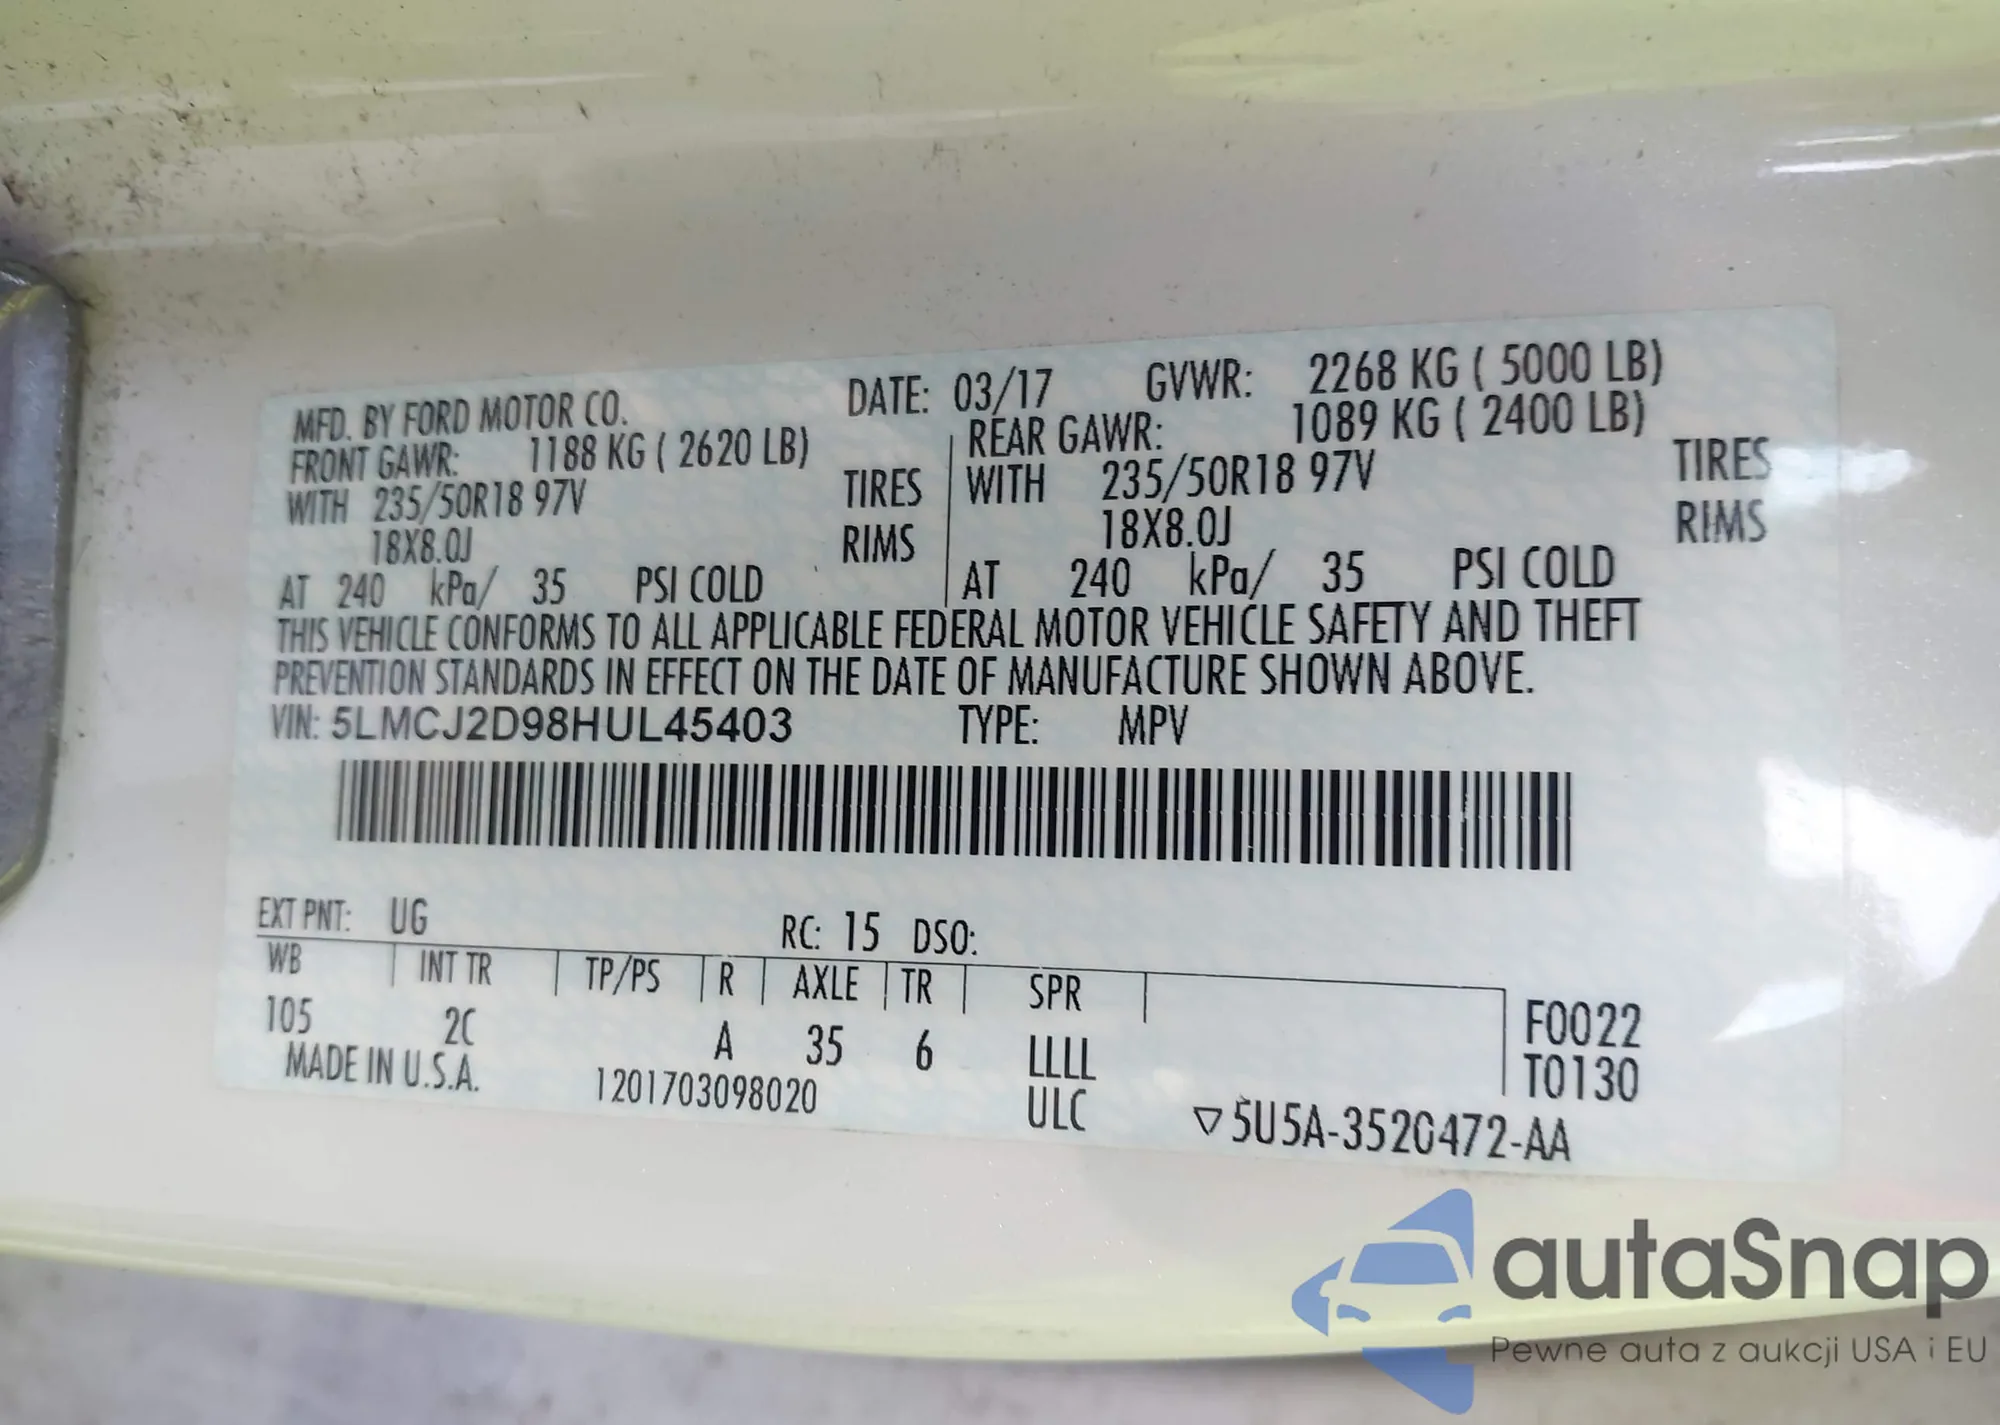 MFD. BY FORD MOTOR CO. DATE: 03/17 GVWR: 2268 KG ( 5000 LB)
FRONT GAWR: 1188 KG ( 2620 LB) REAR GAWR: 1089 KG ( 2400 LB)
WITH 235/50R18 97V TIRES WITH 235/50R18 97V TIRES
18X8.0J RIMS 18X8.0J RIMS
AT 240 kPa/ 35 PSI COLD AT 240 kPa/ 35 PSI COLD
THIS VEHICLE CONFORMS TO ALL APPLICABLE FEDERAL MOTOR VEHICLE SAFETY AND THEFT
PREVENTION STANDARDS IN EFFECT ON THE DATE OF MANUFACTURE SHOWN ABOVE.
VIN: 5LMCJ2D98HUL45403 TYPE: MPV
EXT PNT: UG RC: 15 DSO:
WB INT TR TP/PS R AXLE TR SPR
105 2C A 35 6 LLLL F0022
MADE IN U.S.A. 1201703098020 ULC T0130
▽5U5A-3520472-AA
autaSnap
Pewne auta z aukcji USA i EU